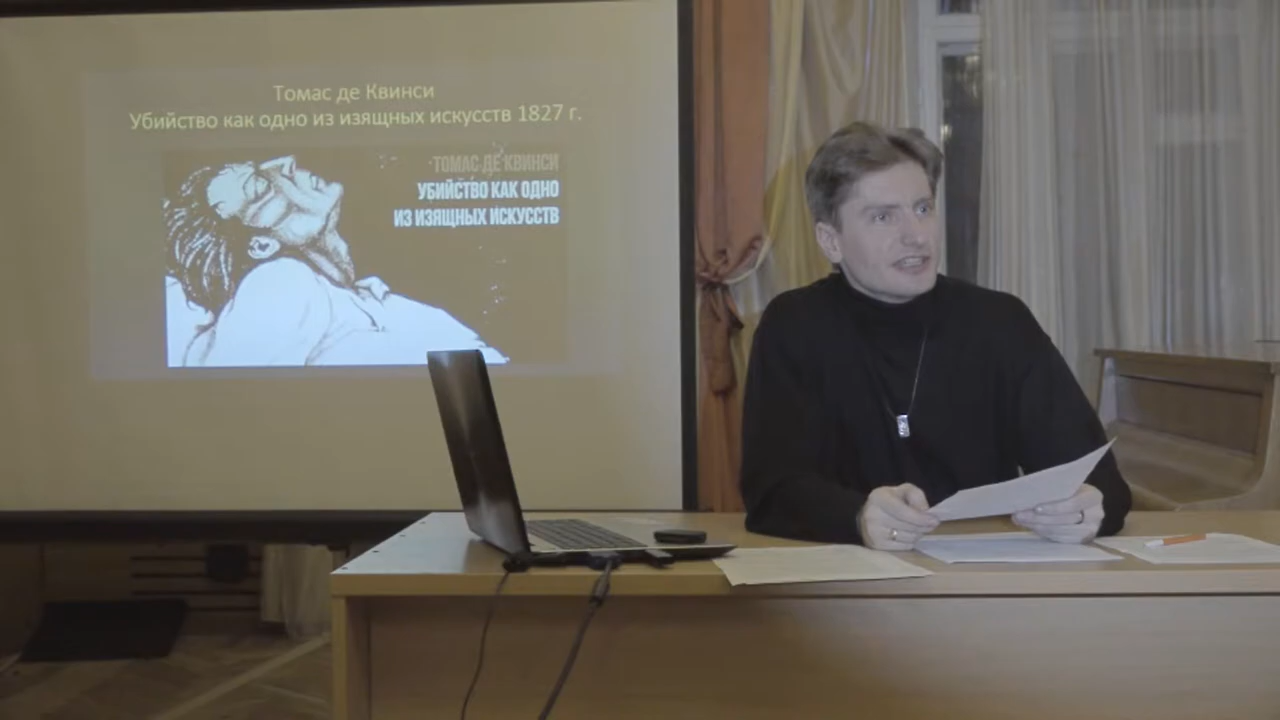 Томас де Квинси
Убийство как одно из изящных искусств 1827 г.
ТОМАС ДЕ КВИНСИ
УБИЙСТВО КАК ОДНО
ИЗ ИЗЯЩНЫХ ИСКУССТВ